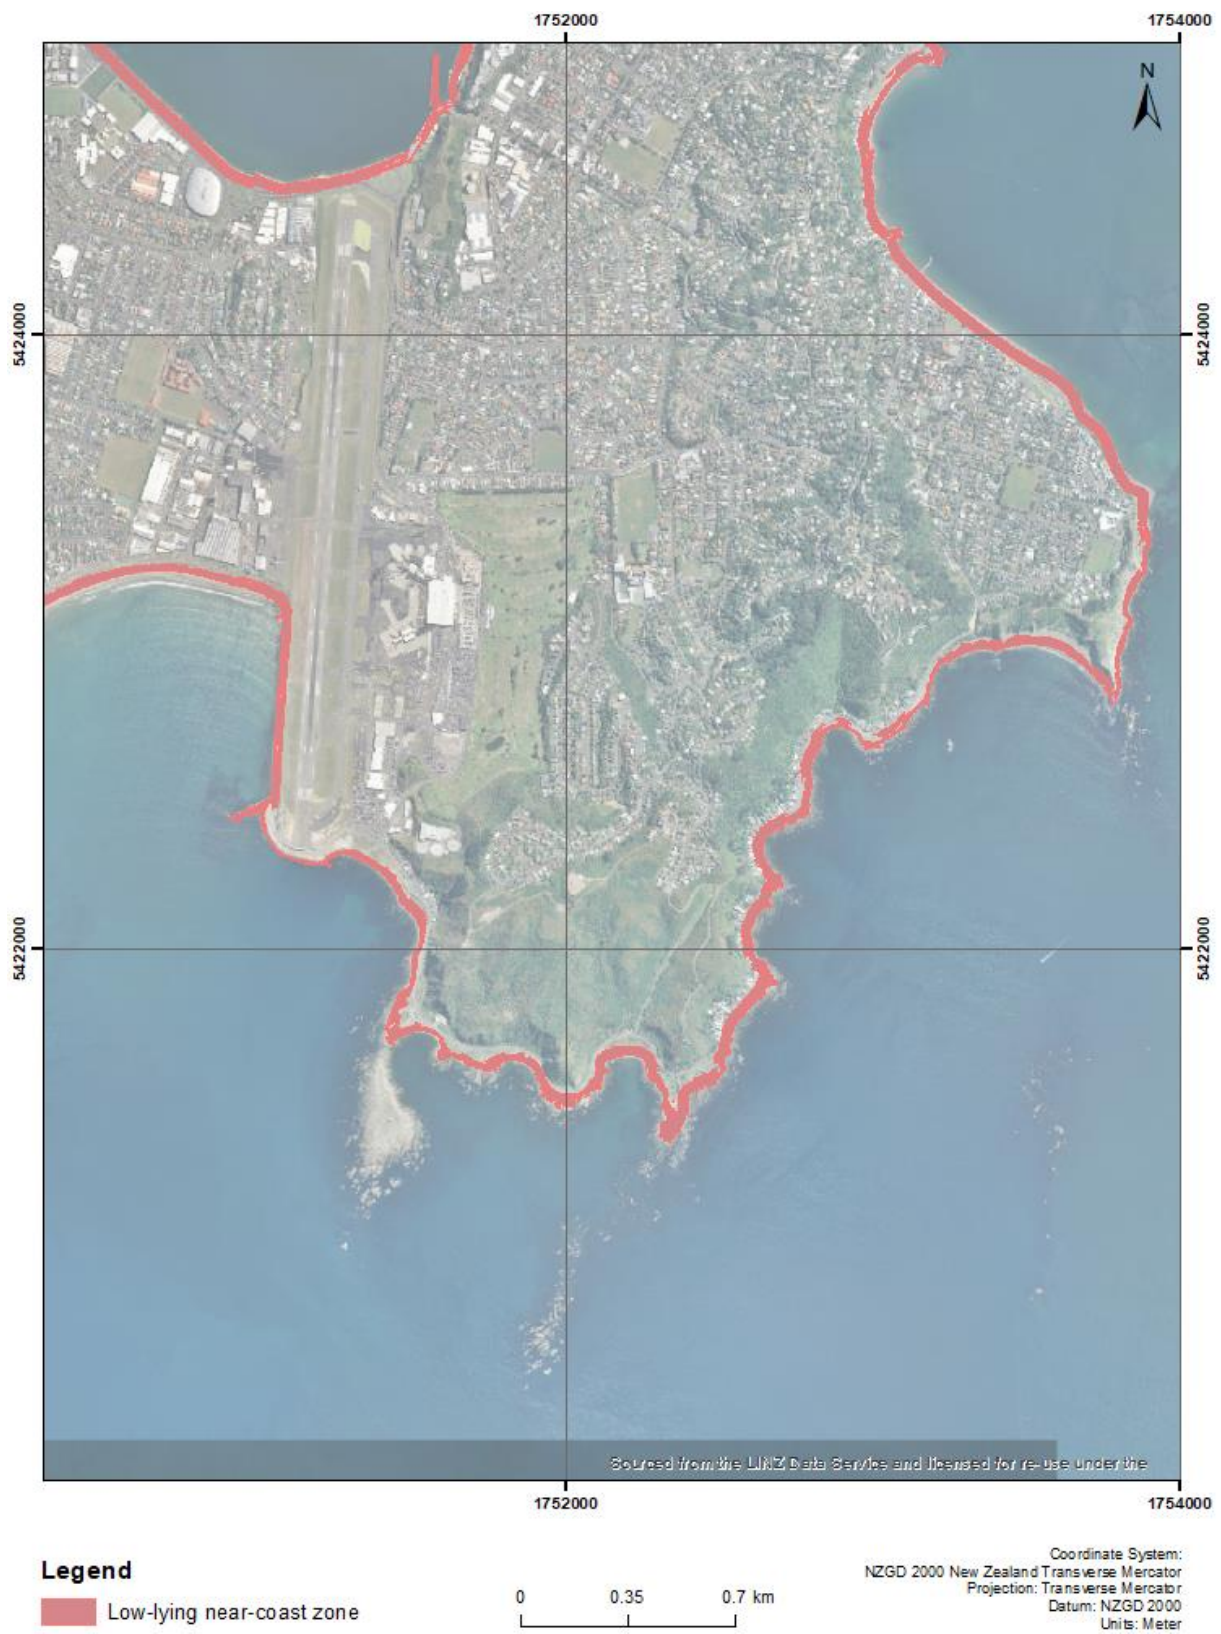 1752000
1754000
N
5424000
5424000
5422000
5422000
Sourced from the LINZ Data Service and licensed for re-use under the
1752000
1754000
Legend
Low-lying near-coast zone
0 0.35 0.7 km
Coordinate System:
NZGD 2000 New Zealand Transverse Mercator
Projection: Transverse Mercator
Datum: NZGD 2000
Units: Meter